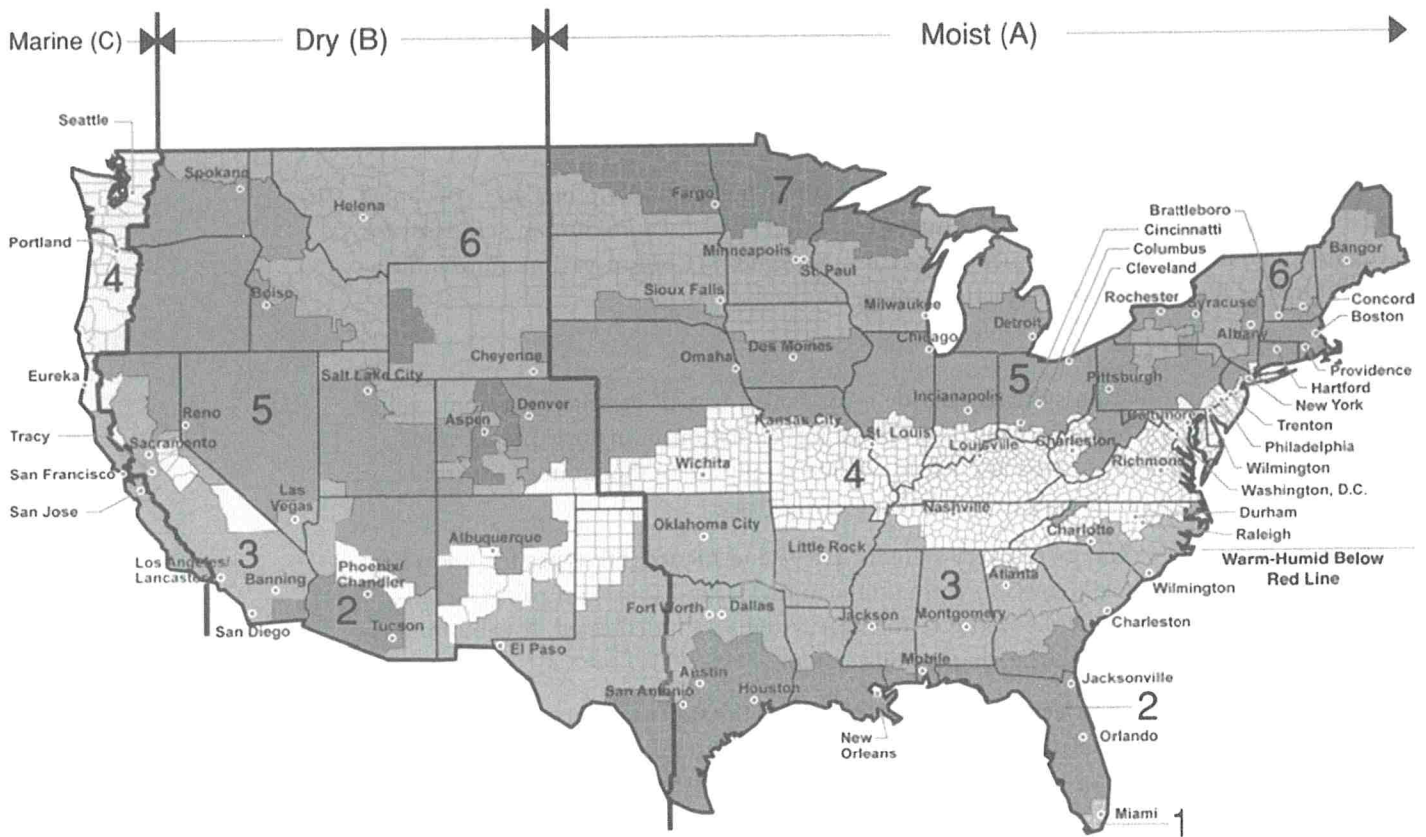 Marine (C)
Dry (B)
Moist (A)
Seattle
Spokane
Helena
6
Fargo
7
Portland
4
Minneapolis
St. Paul
Boise
Sioux Falls
Milwaukee
Brattleboro
Cincinnatti
Columbus
Cleveland
6
Bangor
Rochester
Syracuse
Albany
Concord
Boston
Detroit
Chicago
Cheyenne
Omaha
Des Moines
Eureka
Salt Lake City
Providence
Hartford
New York
Pittsburgh
5
Indianapolis
5
Reno
Aspen
Denver
Trenton
Baltimore
Philadelphia
Tracy
Sacramento
Kansas City
St. Louis
Louisville
Charleston
Richmond
Wilmington
San Francisco
Wichita
4
Washington, D.C.
San Jose
Las
Vegas
Nashville
Durham
Raleigh
Albuquerque
Oklahoma City
Charlotte
Little Rock
Warm-Humid Below
Red Line
3
Los Angeles/
Lancaster
Banning
Phoenix/
Chandler
3
Atlanta
Wilmington
2
Tucson
Fort Worth
Dallas
Jackson
Montgomery
Charleston
San Diego
El Paso
Mobile
Austin
San Antonio
Houston
Jacksonville
2
New
Orleans
Orlando
Miami
1